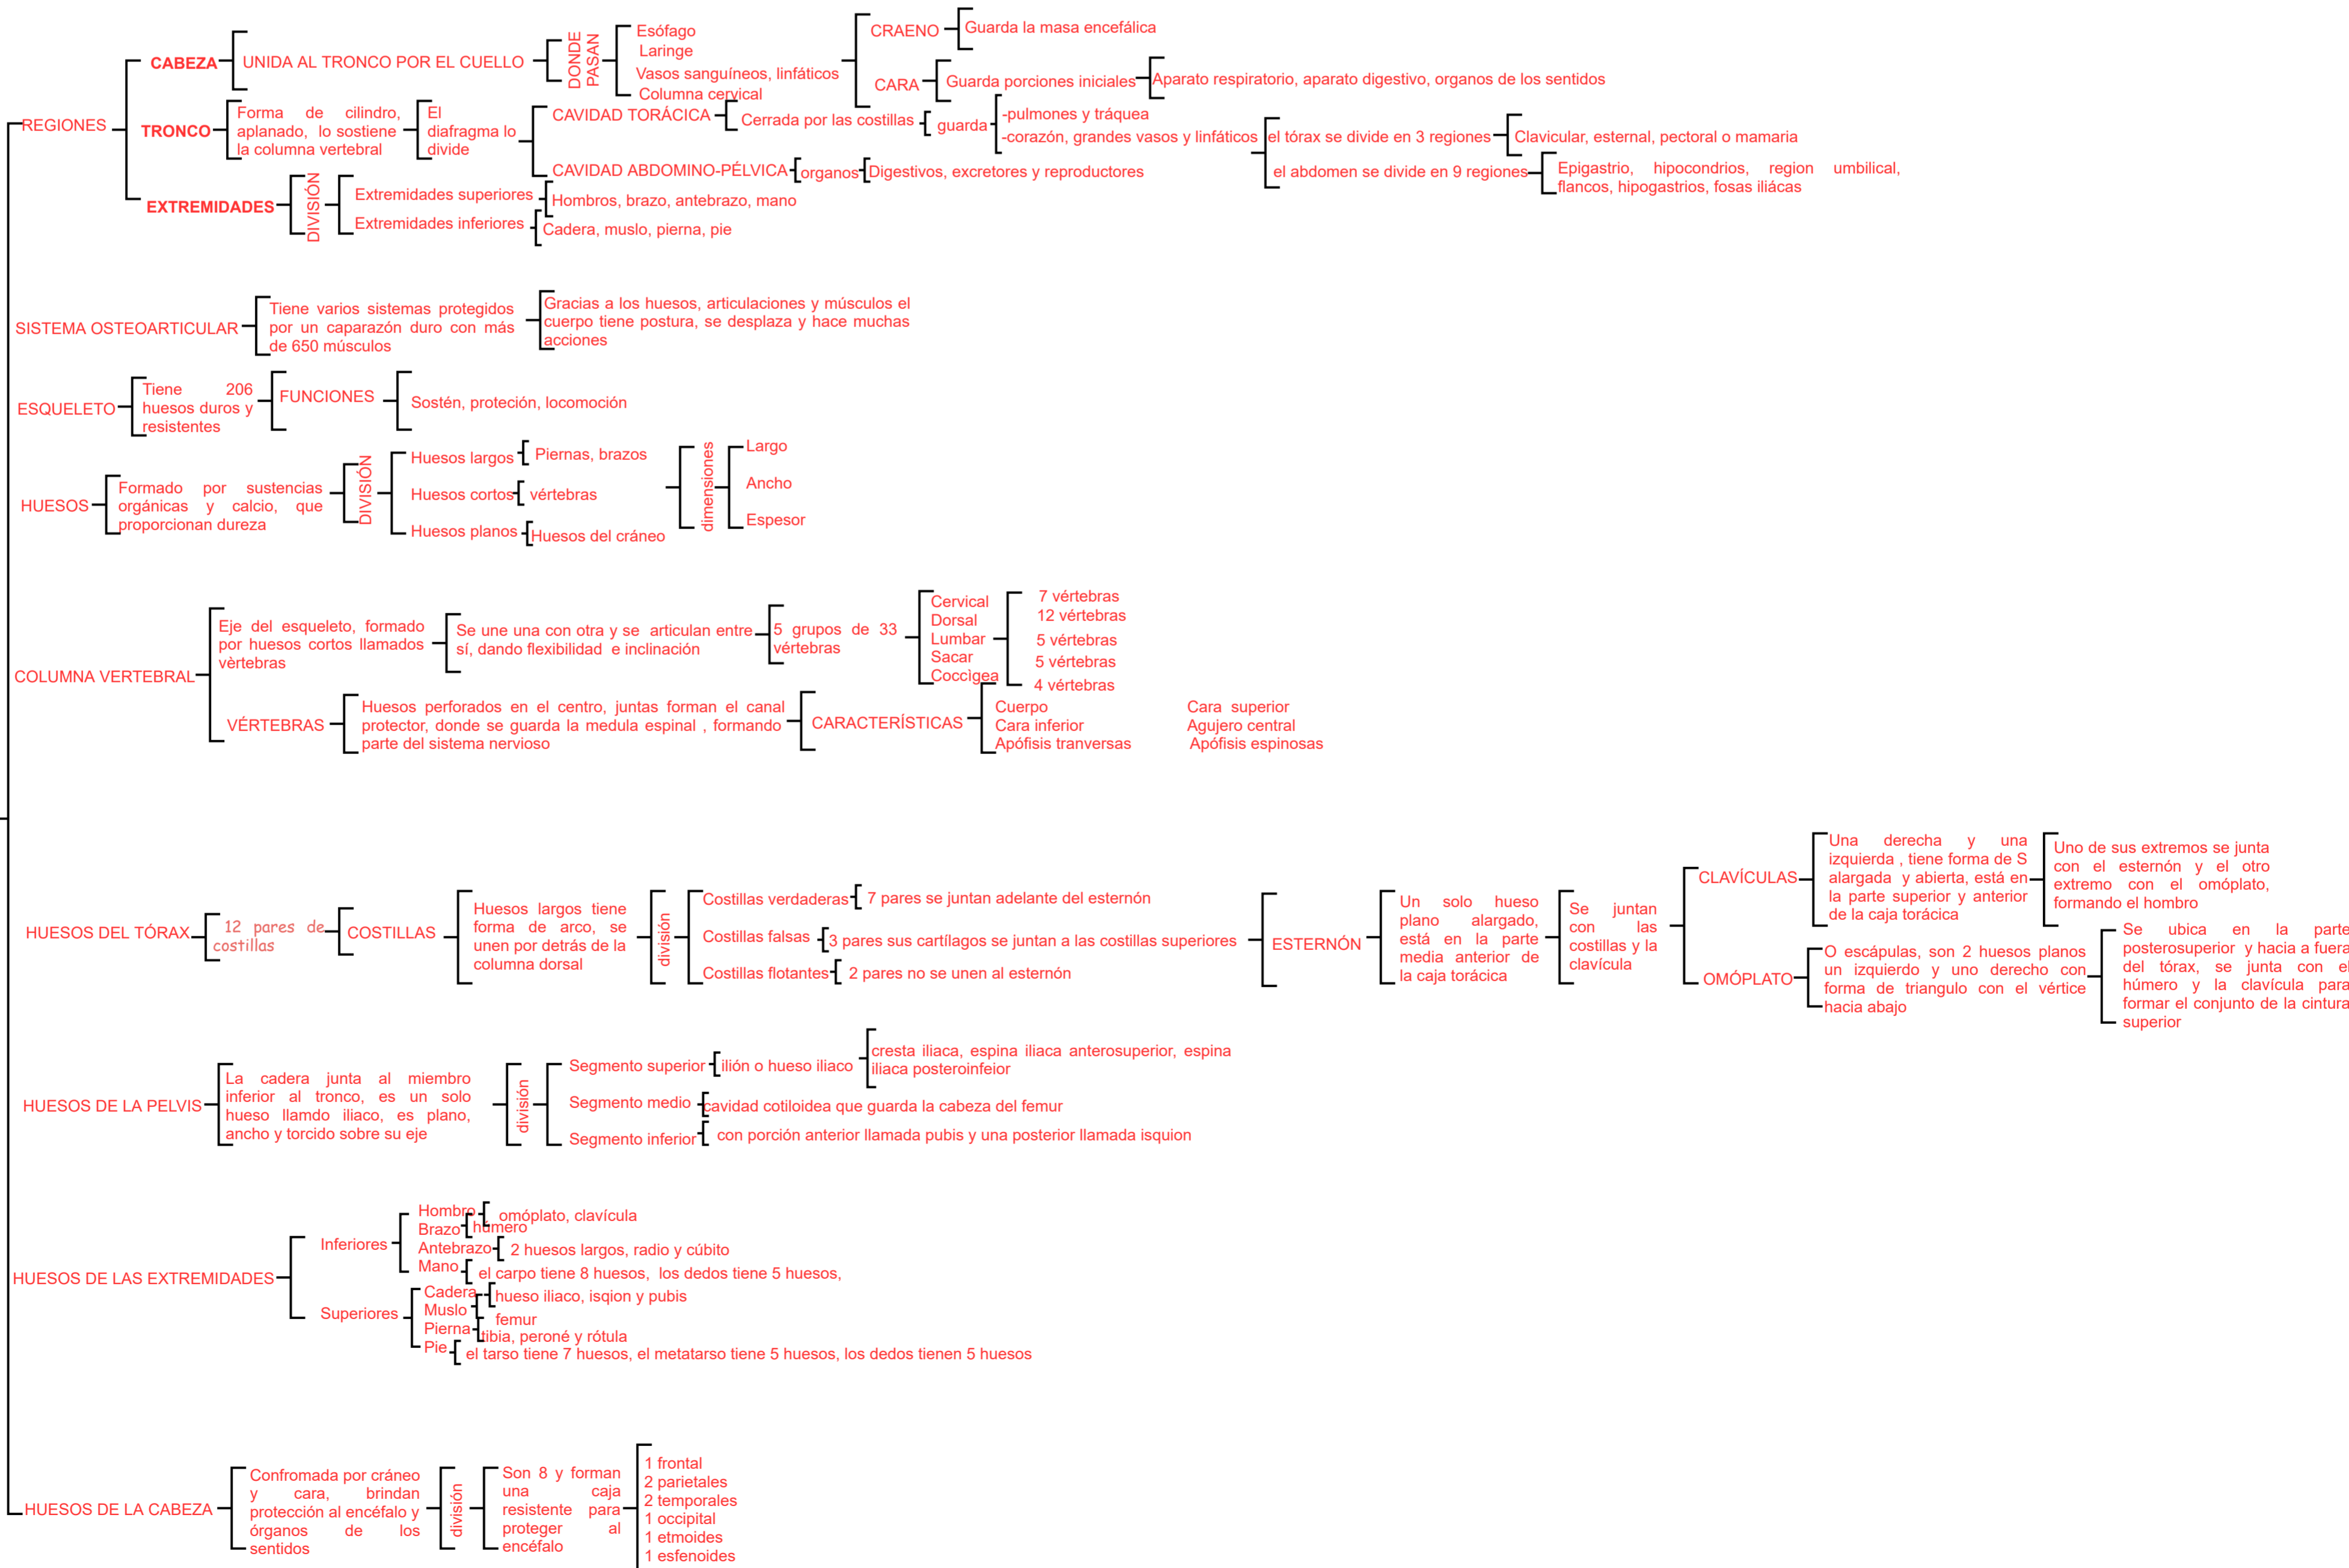 REGIONES
CABEZA
UNIDA AL TRONCO POR EL CUELLO
DONDE
PASAN
Esófago
Laringe
Vasos sanguíneos, linfáticos
Columna cervical
CRAENO
Guarda la masa encefálica
CARA
Guarda porciones iniciales
Aparato respiratorio, aparato digestivo, organos de los sentidos
TRONCO
Forma de cilindro,
aplanado, lo sostiene
la columna vertebral
El
diafragma lo
divide
CAVIDAD TORÁCICA
Cerrada por las costillas
guarda
-pulmones y tráquea
-corazón, grandes vasos y linfáticos
el tórax se divide en 3 regiones
Clavicular, esternal, pectoral o mamaria
CAVIDAD ABDOMINO-PÉLVICA
organos
Digestivos, excretores y reproductores
el abdomen se divide en 9 regiones
Epigastrio, hipocondrios, region umbilical,
flancos, hipogastrios, fosas iliácas
EXTREMIDADES
DIVISIÓN
Extremidades superiores
Hombros, brazo, antebrazo, mano
Extremidades inferiores
Cadera, muslo, pierna, pie
SISTEMA OSTEOARTICULAR
Tiene varios sistemas protegidos
por un caparazón duro con más
de 650 músculos
Gracias a los huesos, articulaciones y músculos el
cuerpo tiene postura, se desplaza y hace muchas
acciones
ESQUELETO
Tiene 206
huesos duros y
resistentes
FUNCIONES
Sostén, proteción, locomoción
HUESOS
Formado por sustencias
orgánicas y calcio, que
proporcionan dureza
DIVISIÓN
Huesos largos
Piernas, brazos
Huesos cortos
vértebras
Huesos planos
Huesos del cráneo
dimensiones
Largo
Ancho
Espesor
COLUMNA VERTEBRAL
Eje del esqueleto, formado
por huesos cortos llamados
vèrtebras
Se une una con otra y se articulan entre
sí, dando flexibilidad e inclinación
5 grupos de 33
vértebras
Cervical
Dorsal
Lumbar
Sacar
Coccìgea
7 vértebras
12 vértebras
5 vértebras
5 vértebras
4 vértebras
VÉRTEBRAS
Huesos perforados en el centro, juntas forman el canal
protector, donde se guarda la medula espinal , formando
parte del sistema nervioso
CARACTERÍSTICAS
Cuerpo
Cara inferior
Apófisis tranversas
Cara superior
Agujero central
Apófisis espinosas
HUESOS DEL TÓRAX
12 pares de
costillas
COSTILLAS
Huesos largos tiene
forma de arco, se
unen por detrás de la
columna dorsal
división
Costillas verdaderas
7 pares se juntan adelante del esternón
Costillas falsas
3 pares sus cartílagos se juntan a las costillas superiores
Costillas flotantes
2 pares no se unen al esternón
ESTERNÓN
Un solo hueso
plano alargado,
está en la parte
media anterior de
la caja torácica
Se juntan
con las
costillas y la
clavícula
CLAVÍCULAS
Una derecha y una
izquierda , tiene forma de S
alargada y abierta, está en
la parte superior y anterior
de la caja torácica
Uno de sus extremos se junta
con el esternón y el otro
extremo con el omóplato,
formando el hombro
OMÓPLATO
O escápulas, son 2 huesos planos
un izquierdo y uno derecho con
forma de triangulo con el vértice
hacia abajo
Se ubica en la parte
posterosuperior y hacia a fuera
del tórax, se junta con el
húmero y la clavícula para
formar el conjunto de la cintura
superior
HUESOS DE LA PELVIS
La cadera junta al miembro
inferior al tronco, es un solo
hueso llamdo iliaco, es plano,
ancho y torcido sobre su eje
división
Segmento superior
ilión o hueso iliaco
cresta iliaca, espina iliaca anterosuperior, espina
iliaca posteroinfeior
Segmento medio
cavidad cotiloidea que guarda la cabeza del femur
Segmento inferior
con porción anterior llamada pubis y una posterior llamada isquion
HUESOS DE LAS EXTREMIDADES
Inferiores
Hombro
omóplato, clavícula
Brazo
húmero
Antebrazo
2 huesos largos, radio y cúbito
Mano
el carpo tiene 8 huesos, los dedos tiene 5 huesos,
Superiores
Cadera
hueso iliaco, isqion y pubis
Muslo
femur
Pierna
tibia, peroné y rótula
Pie
el tarso tiene 7 huesos, el metatarso tiene 5 huesos, los dedos tienen 5 huesos
HUESOS DE LA CABEZA
Confromada por cráneo
y cara, brindan
protección al encéfalo y
órganos de los
sentidos
división
Son 8 y forman
una caja
resistente para
proteger al
encéfalo
1 frontal
2 parietales
2 temporales
1 occipital
1 etmoides
1 esfenoides